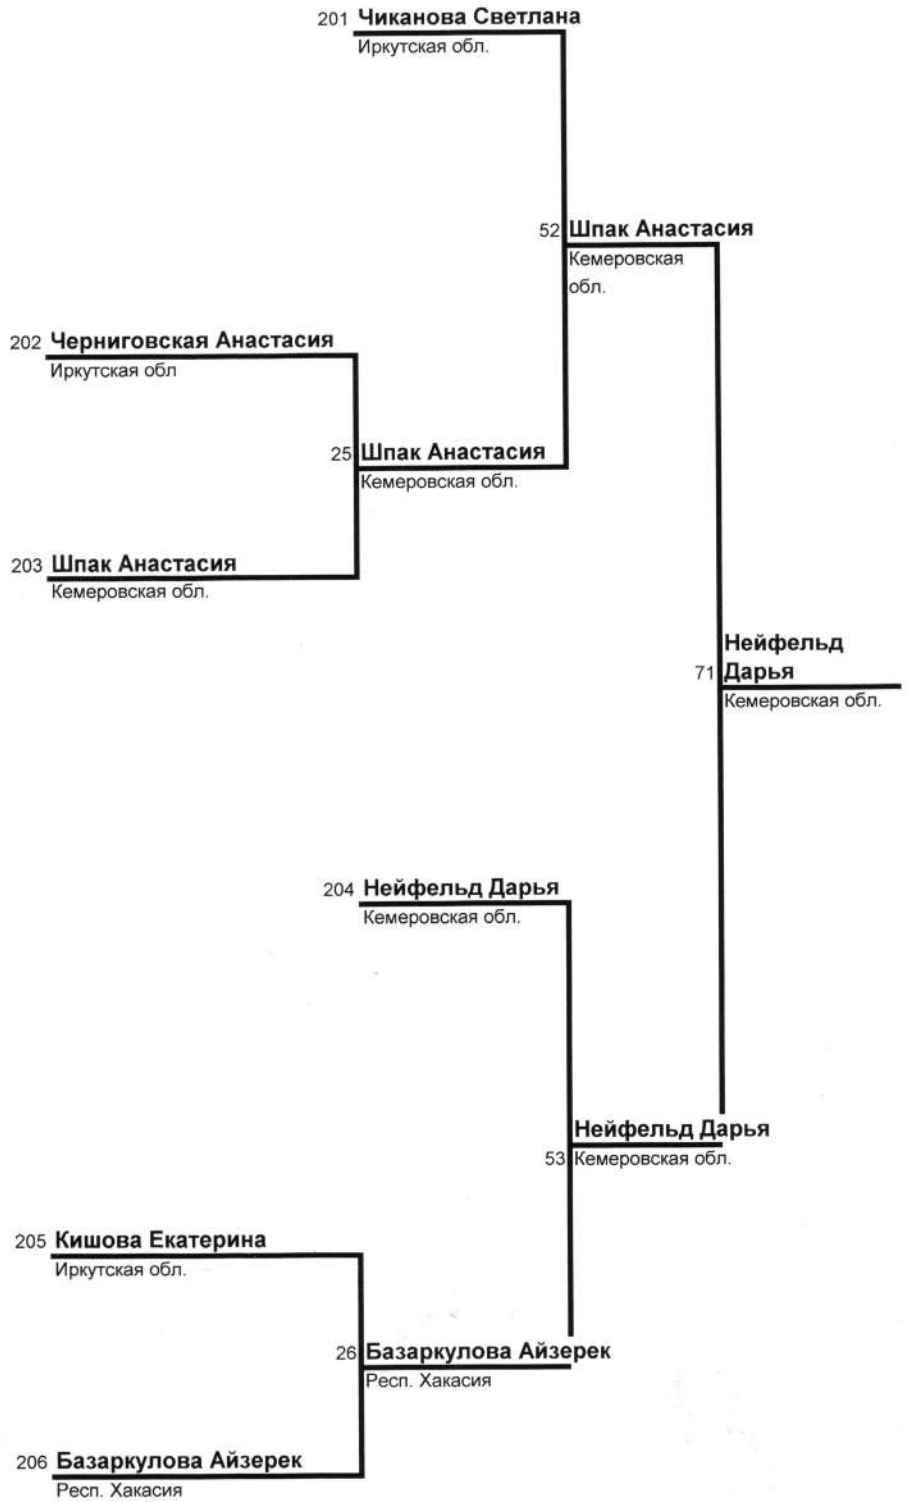 201 Чиканова Светлана
Иркутская обл.
52 Шпак Анастасия
Кемеровская
обл.
202 Черниговская Анастасия
Иркутская обл
25 Шпак Анастасия
Кемеровская обл.
203 Шпак Анастасия
Кемеровская обл.
Нейфельд
71 Дарья
Кемеровская обл.
204 Нейфельд Дарья
Кемеровская обл.
Нейфельд Дарья
53 Кемеровская обл.
205 Кишова Екатерина
Иркутская обл.
26 Базаркулова Айзерек
Респ. Хакасия
206 Базаркулова Айзерек
Респ. Хакасия